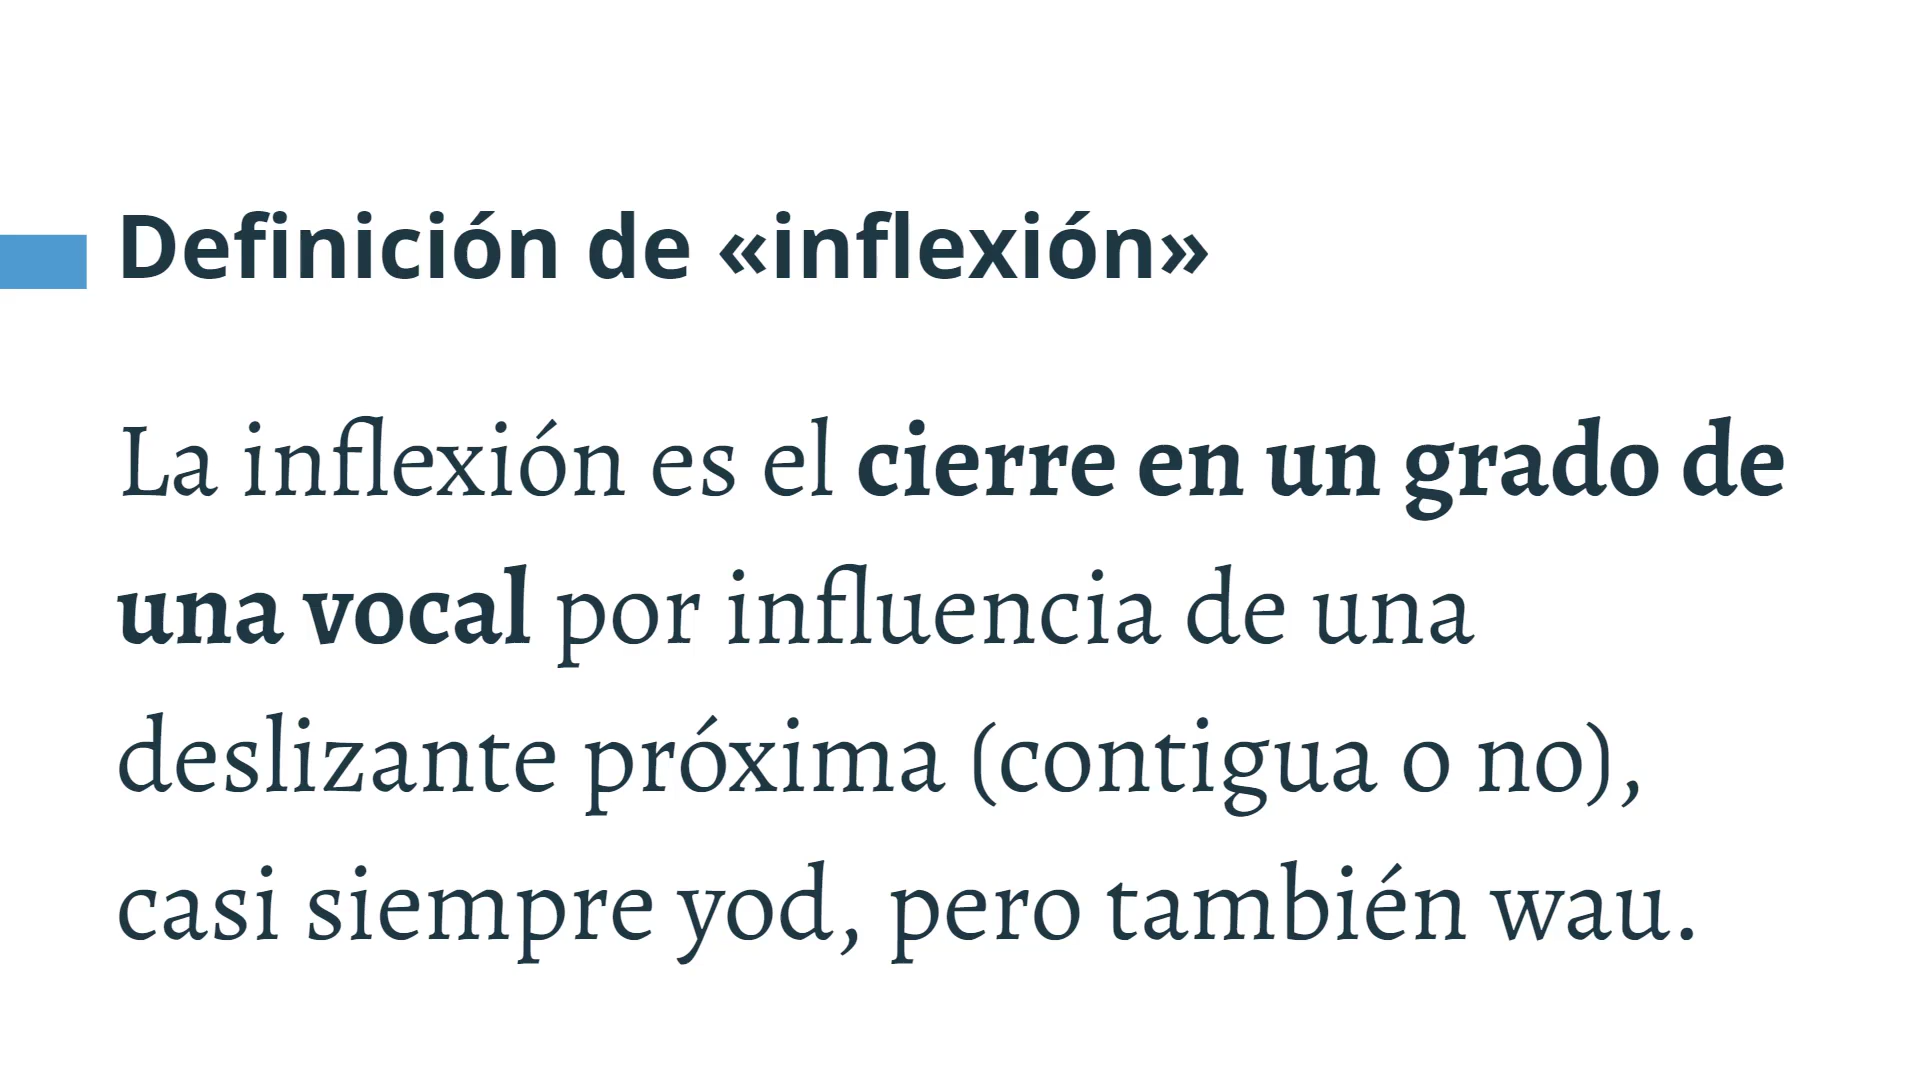 Definición de «inflexión»
La inflexión es el cierre en un grado de
una vocal por influencia de una
deslizante próxima (contigua o no),
casi siempre yod, pero también wau.